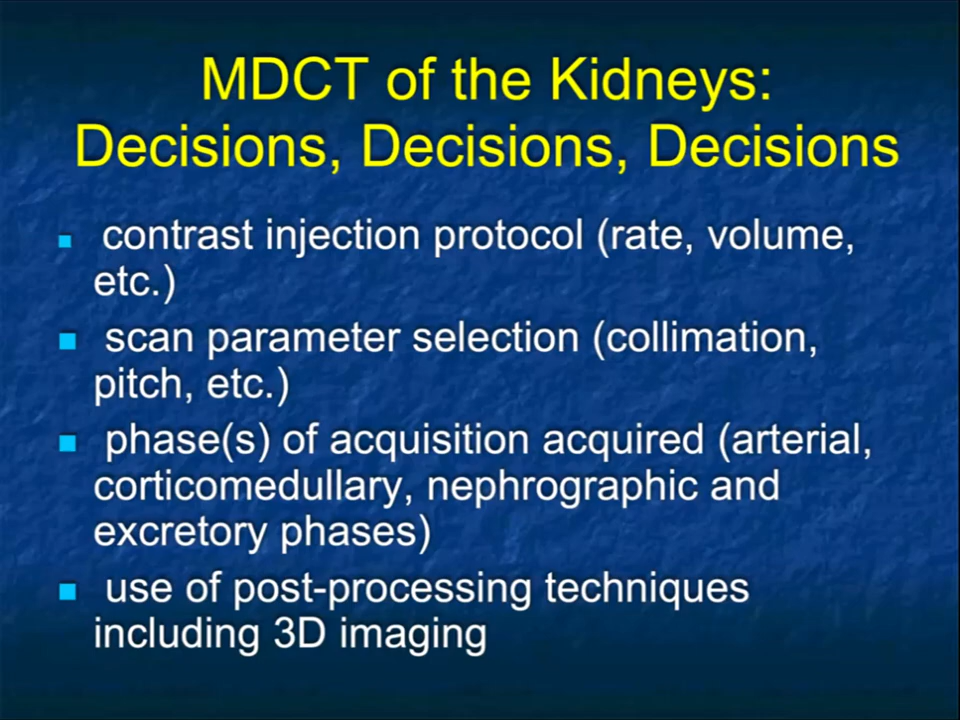 MDCT of the Kidneys:
Decisions, Decisions, Decisions
contrast injection protocol (rate, volume,
etc.)
scan parameter selection (collimation,
pitch, etc.)
phase(s) of acquisition acquired (arterial,
corticomedullary, nephrographic and
excretory phases)
use of post-processing techniques
including 3D imaging